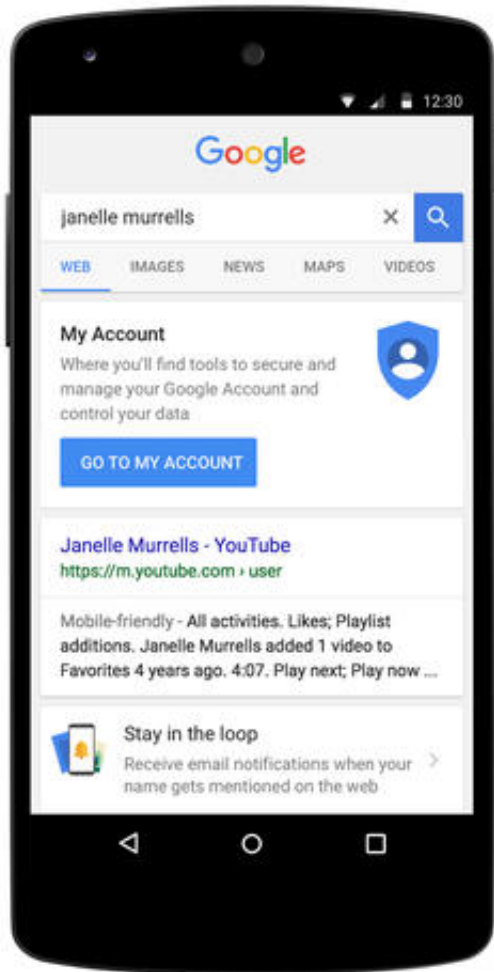 12:30
Google
janelle murrells
WEB IMAGES NEWS MAPS VIDEOS
My Account
Where you'll find tools to secure and
manage your Google Account and
control your data
GO TO MY ACCOUNT
Janelle Murrells - YouTube
https://m.youtube.com › user
Mobile-friendly - All activities. Likes; Playlist
additions. Janelle Murrells added 1 video to
Favorites 4 years ago. 4:07. Play next; Play now ...
Stay in the loop
Receive email notifications when your
name gets mentioned on the web